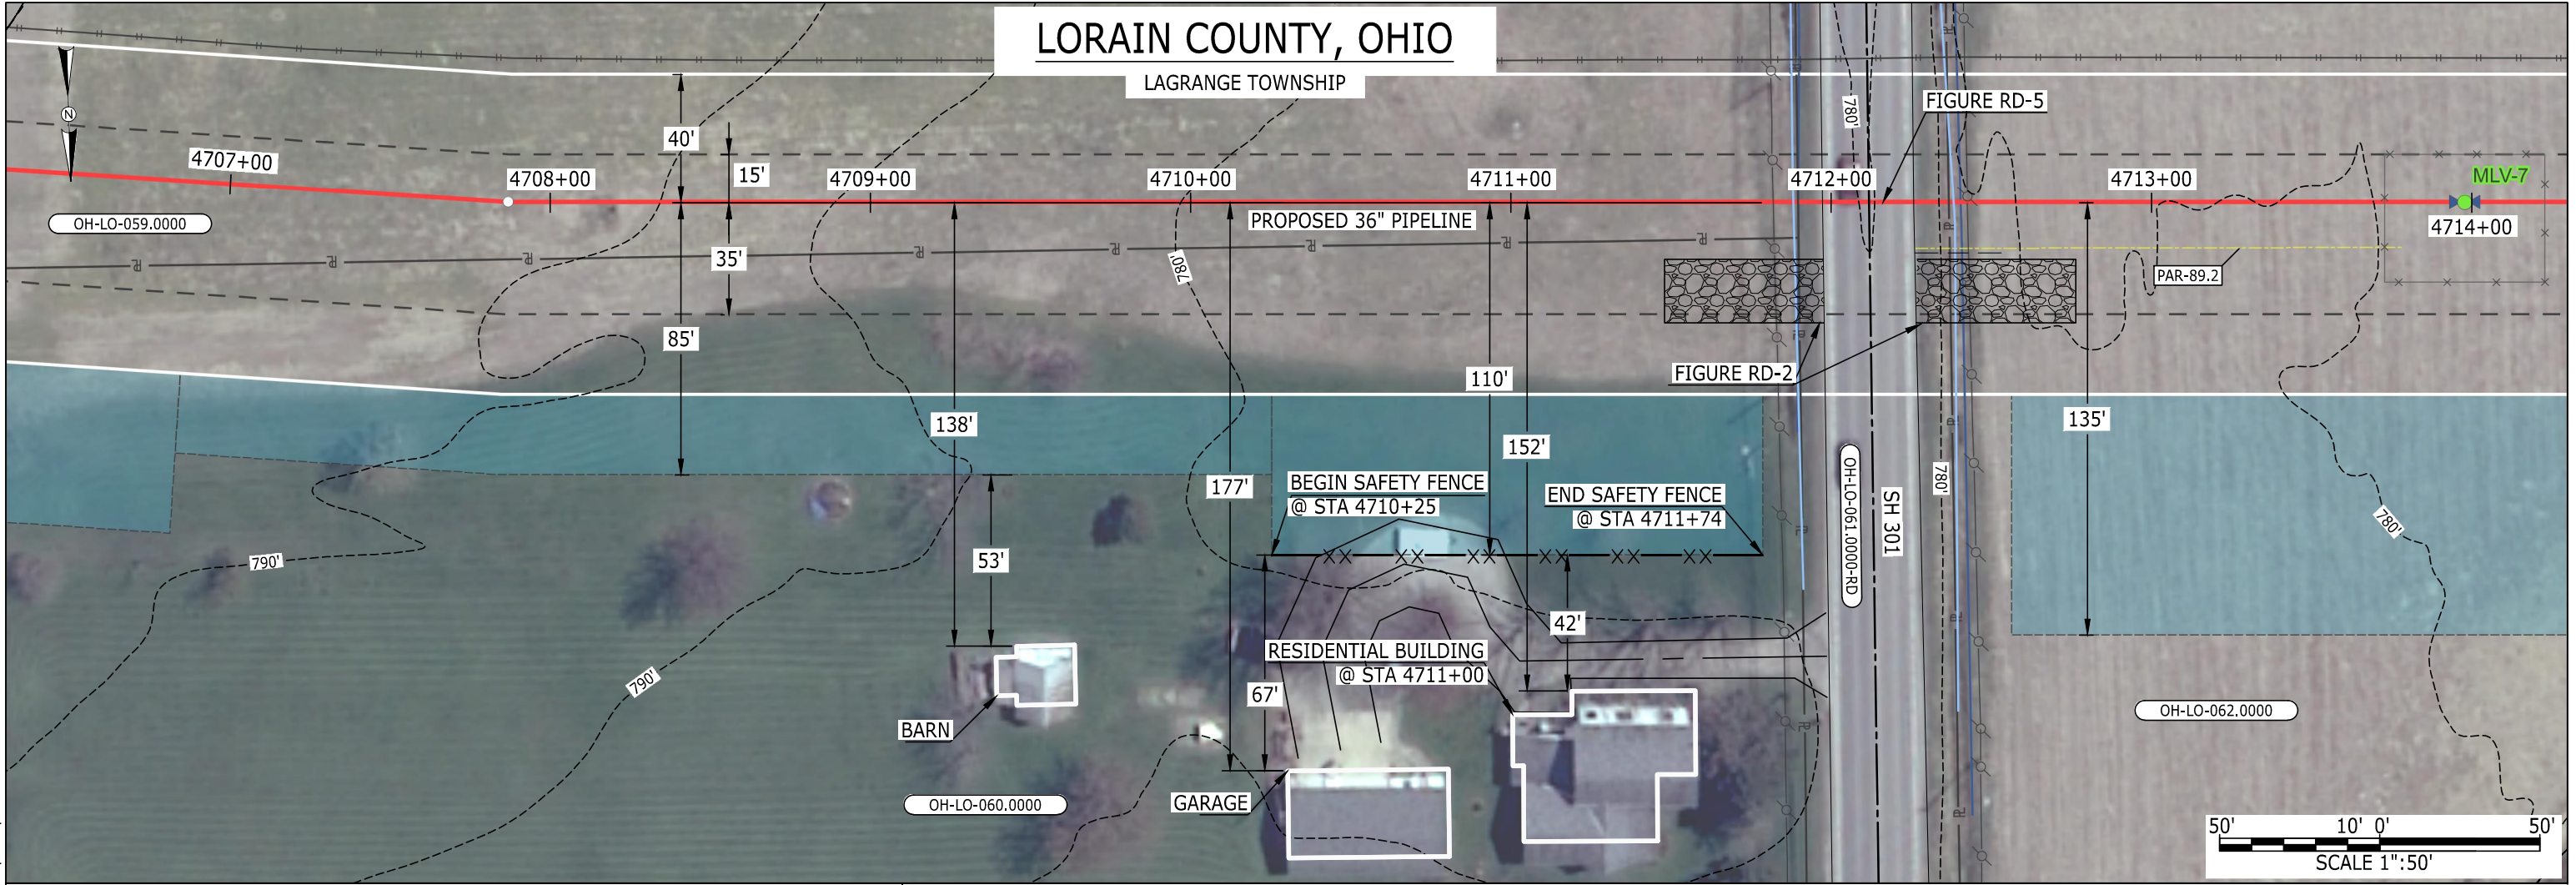 LORAIN COUNTY, OHIO
LAGRANGE TOWNSHIP
N
780'
FIGURE RD-5
40'
15'
4707+00
4708+00
4709+00
4710+00
4711+00
4712+00
4713+00
MLV-7
4714+00
OH-LO-059.0000
PROPOSED 36" PIPELINE
35'
780'
PAR-89.2
85'
FIGURE RD-2
110'
138'
152'
135'
177'
BEGIN SAFETY FENCE
@ STA 4710+25
END SAFETY FENCE
@ STA 4711+74
OH-LO-061.0000-RD
SH 301
780'
780'
790'
53'
42'
RESIDENTIAL BUILDING
@ STA 4711+00
790'
67'
BARN
OH-LO-062.0000
OH-LO-060.0000
GARAGE
50' 10' 0' 50'
SCALE 1":50'